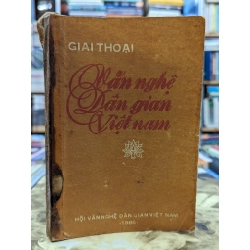 GIAI THOẠI
Văn nghệ
Dân gian
Việt nam
HỘI VĂN NGHỆ DÂN GIAN VIỆT NAM